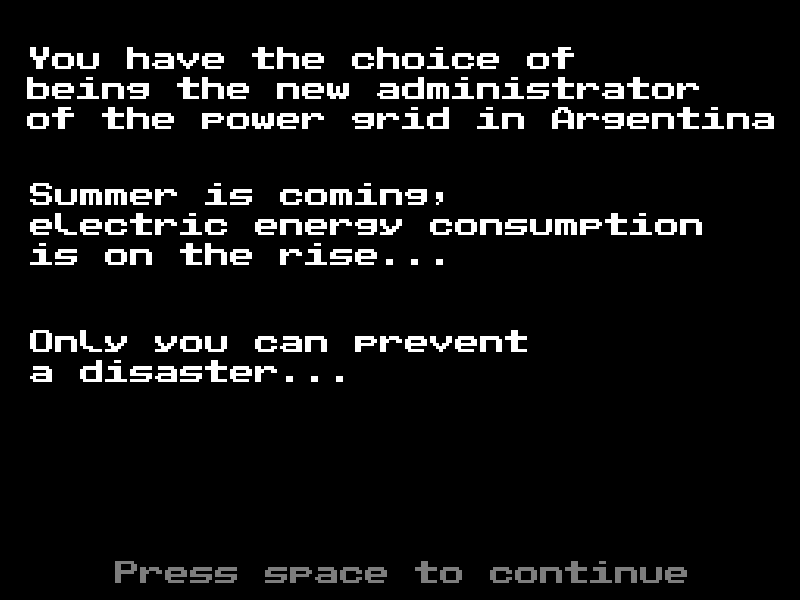 You have the choice of
being the new administrator
of the power grid in Argentina
Summer is coming,
electric energy consumption
is on the rise...
Only you can prevent
a disaster...
Press space to continue